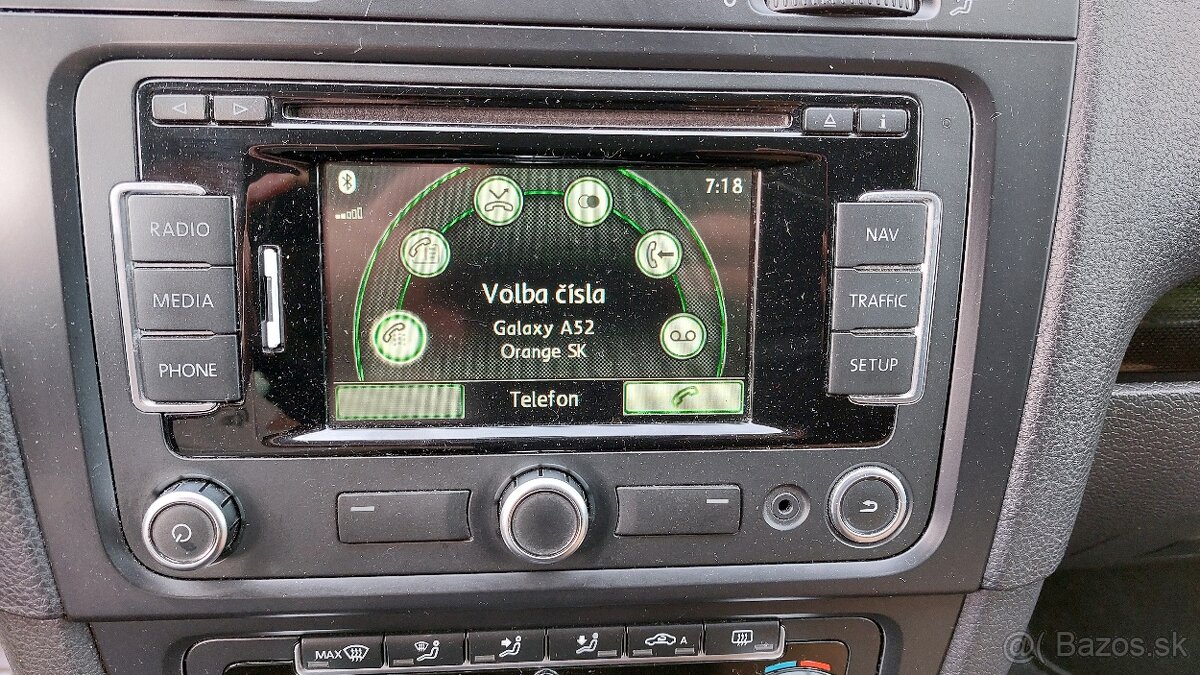 7:18
RADIO
NAV
MEDIA
TRAFFIC
PHONE
SETUP
Volba čísla
Galaxy A52
Orange SK
Telefon
i
MAX
A
@( Bazos.sk